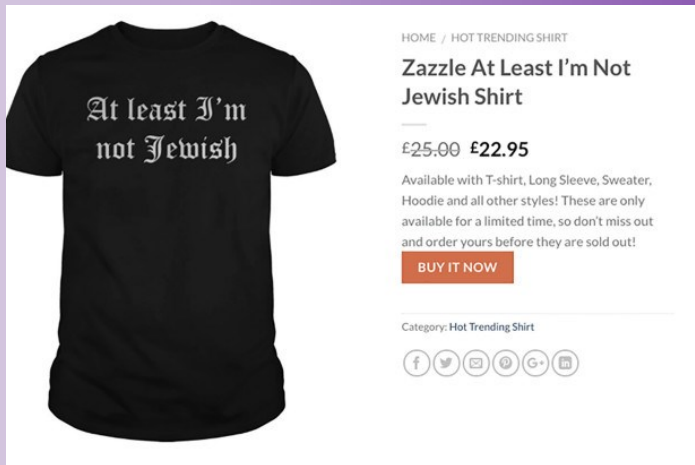 At least I'm
not Jewish
HOME / HOT TRENDING SHIRT
Zazzle At Least I’m Not
Jewish Shirt
£25.00 £22.95
Available with T-shirt, Long Sleeve, Sweater,
Hoodie and all other styles! These are only
available for a limited time, so don’t miss out
and order yours before they are sold out!
BUY IT NOW
Category: Hot Trending Shirt
f G+ in